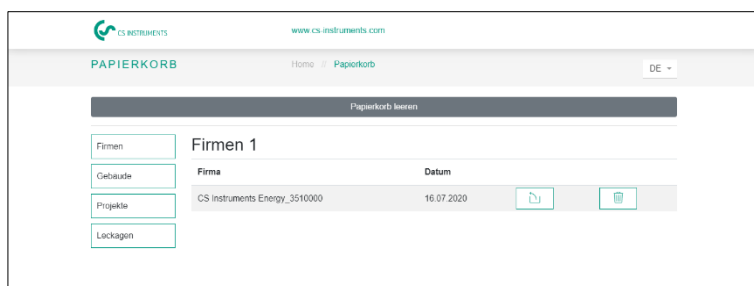 CS INSTRUMENTS
www.cs-instruments.com
PAPIERKORB
Home // Papierkorb
DE
Papierkorb leeren
Firmen
Gebäude
Projekte
Leckagen
Firmen 1
Firma Datum
CS Instruments Energy_3510000 16.07.2020